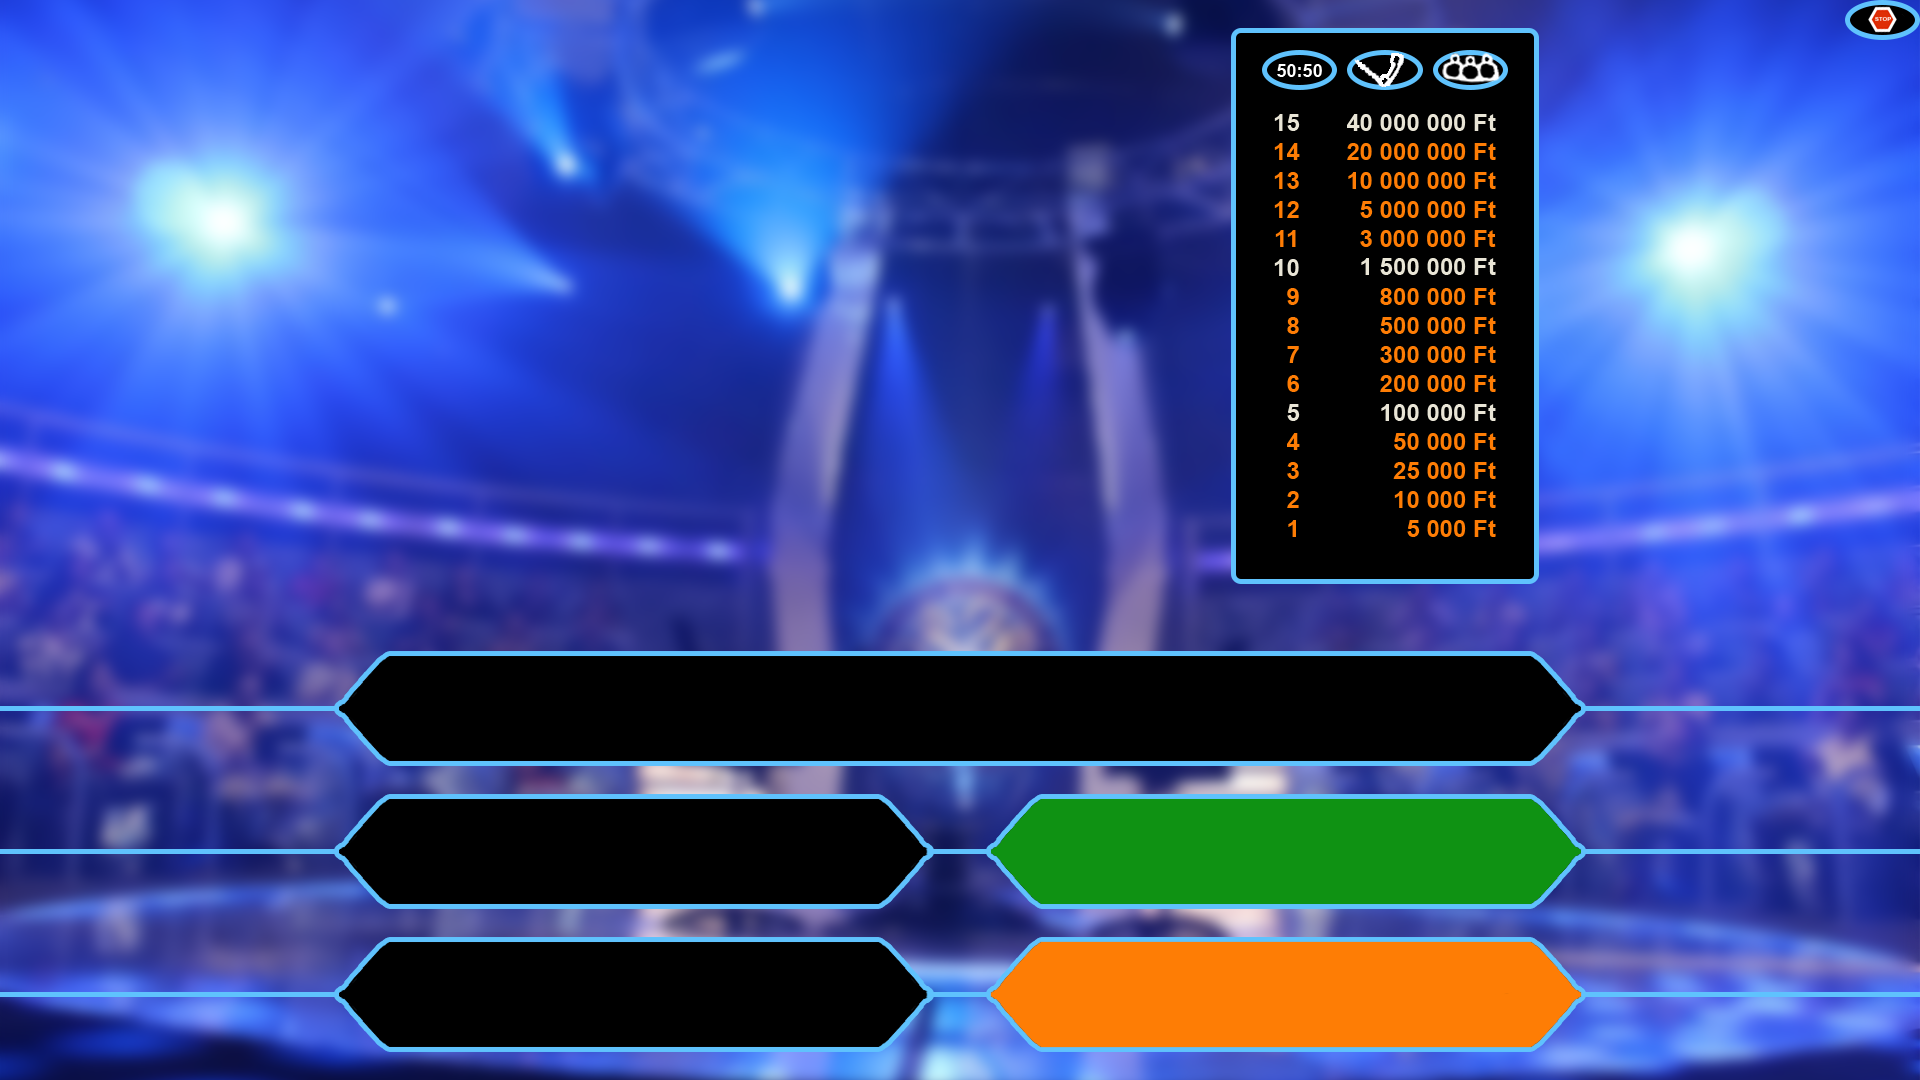 STOP
50:50
15 40 000 000 Ft
14 20 000 000 Ft
13 10 000 000 Ft
12 5 000 000 Ft
11 3 000 000 Ft
10 1 500 000 Ft
9 800 000 Ft
8 500 000 Ft
7 300 000 Ft
6 200 000 Ft
5 100 000 Ft
4 50 000 Ft
3 25 000 Ft
2 10 000 Ft
1 5 000 Ft